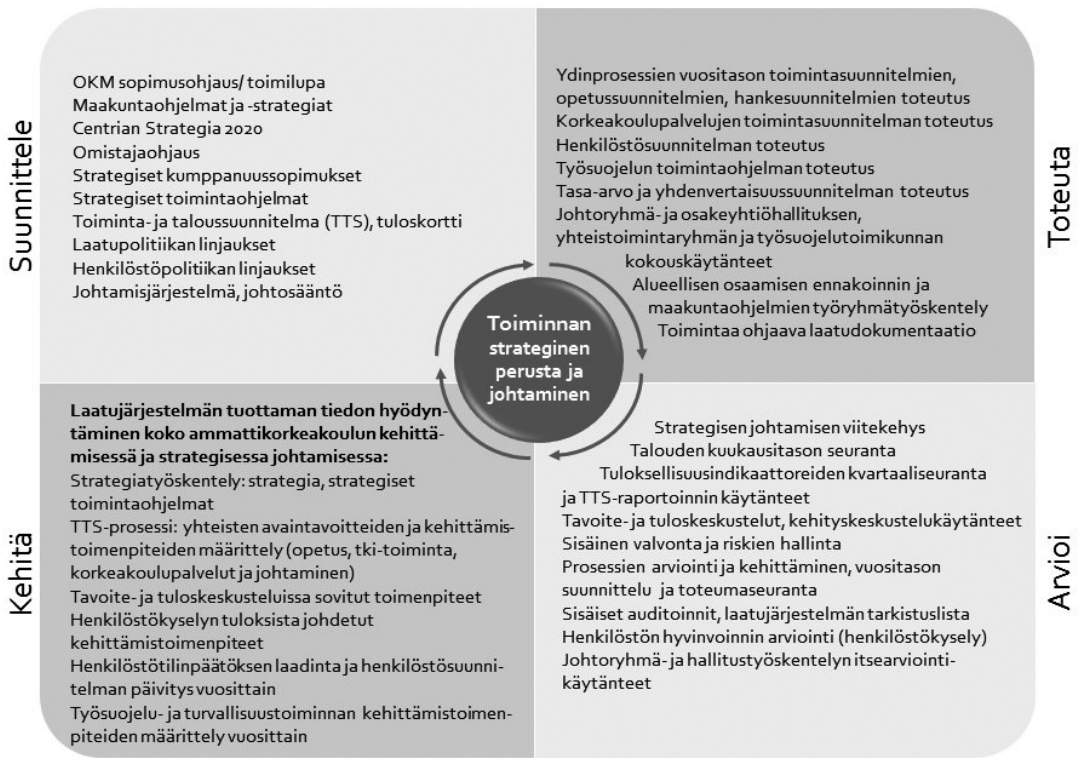 Suunnittele
OKM sopimusohjaus/ toimilupa
Maakuntaohjelmat ja -strategiat
Centrian Strategia 2020
Omistajaohjaus
Strategiset kumppanuussopimukset
Strategiset toimintaohjelmat
Toiminta- ja taloussuunnitelma (TTS), tuloskortti
Laatupolitiikan linjaukset
Henkilöstöpolitiikan linjaukset
Johtamisjärjestelmä, johtosääntö
Toteuta
Ydinprosessien vuositason toimintasuunnitelmien,
opetussuunnitelmien, hankesuunnitelmien toteutus
Korkeakoulupalvelujen toimintasuunnitelman toteutus
Henkilöstösuunnitelman toteutus
Työsuojelun toimintaohjelman toteutus
Tasa-arvo ja yhdenvertaisuussuunnitelman toteutus
Johtoryhmä- ja osakeyhtiöhallituksen,
yhteistoimintaryhmän ja työsuojelutoimikunnan
kokouskäytänteet
Alueellisen osaamisen ennakoinnin ja
maakuntaohjelmien työryhmätyöskentely
Toimintaa ohjaava laatudokumentaatio
Toiminnan
strateginen
perusta ja
johtaminen
Kehitä
Laatujärjestelmän tuottaman tiedon hyödyn-
täminen koko ammattikorkeakoulun kehittä-
misessä ja strategisessa johtamisessa:
Strategiatyöskentely: strategia, strategiset
toimintaohjelmat
TTS-prosessi: yhteisten avaintavoitteiden ja kehittämis-
toimenpiteiden määrittely (opetus, tki-toiminta,
korkeakoulupalvelut ja johtaminen)
Tavoite- ja tuloskeskusteluissa sovitut toimenpiteet
Henkilöstökyselyn tuloksista johdetut
kehittämistoimenpiteet
Henkilöstötilinpäätöksen laadinta ja henkilöstösuunni-
telman päivitys vuosittain
Työsuojelu- ja turvallisuustoiminnan kehittämistoimen-
piteiden määrittely vuosittain
Arvioi
Strategisen johtamisen viitekehys
Talouden kuukausitason seuranta
Tuloksellisuusindikaattoreiden kvartaaliseuranta
ja TTS-raportoinnin käytänteet
Tavoite- ja tuloskeskustelut, kehityskeskustelukäytänteet
Sisäinen valvonta ja riskien hallinta
Prosessien arviointi ja kehittäminen, vuositason
suunnittelu ja toteumaseuranta
Sisäiset auditoinnit, laatujärjestelmän tarkistuslista
Henkilöstön hyvinvoinnin arviointi (henkilöstökysely)
Johtoryhmä- ja hallitustyöskentelyn itsearviointi-
käytänteet